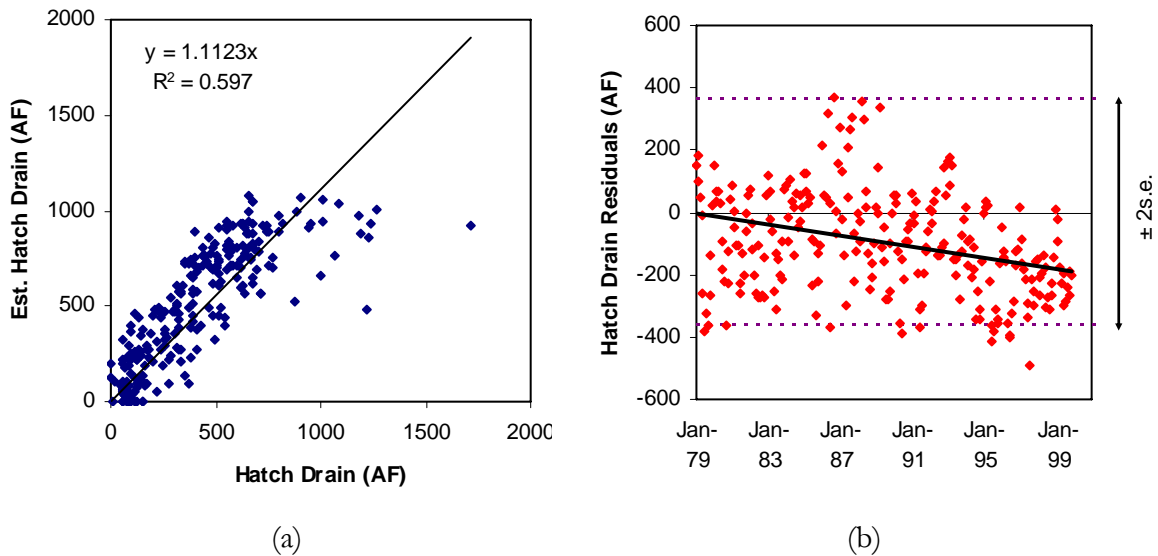 2000
1500
1000
500
0
Est. Hatch Drain (AF)
y = 1.1123x
R² = 0.597
0 500 1000 1500 2000
Hatch Drain (AF)
(a)
600
400
200
0
-200
-400
-600
Hatch Drain Residuals (AF)
± 2s.e.
Jan- Jan- Jan- Jan- Jan- Jan-
79 83 87 91 95 99
(b)